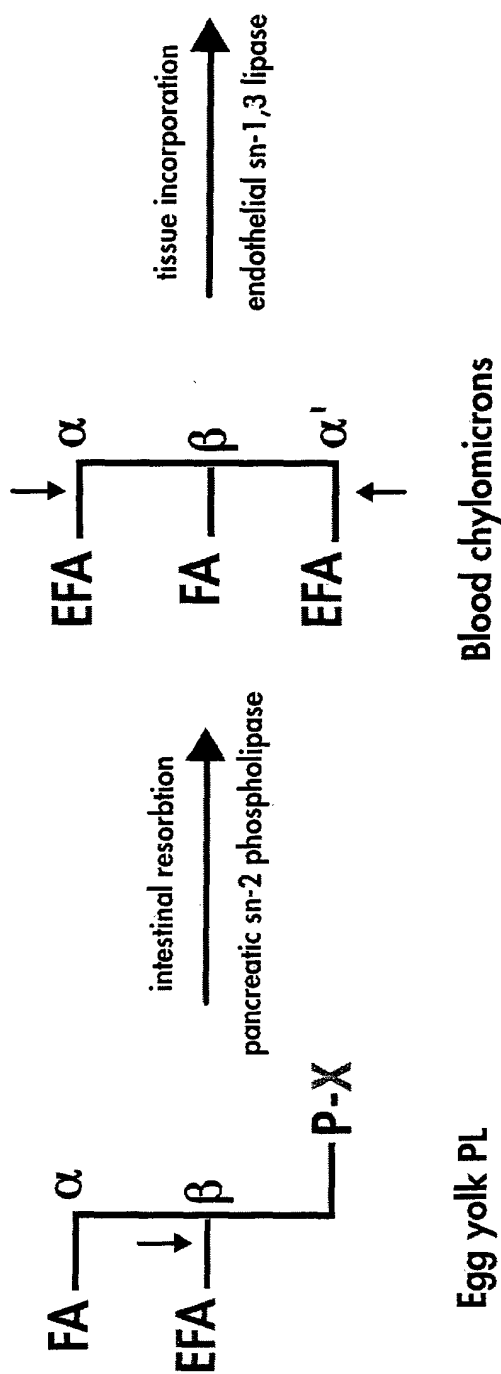 FA
α
EFA
β
P-X
Egg yolk PL
intestinal resorbtion
pancreatic sn-2 phospholipase
EFA
α
FA
β
EFA
α'
Blood chylomicrons
tissue incorporation
endothelial sn-1,3 lipase